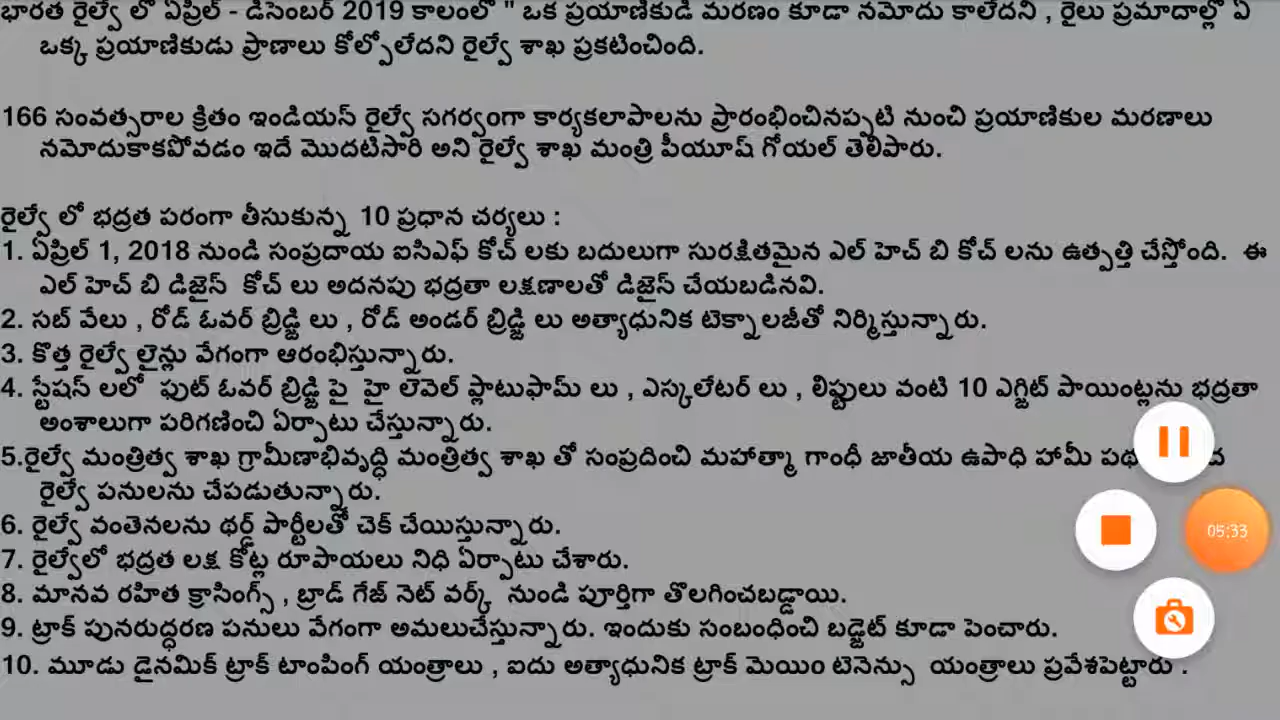 భారత రైల్వే లో ఏప్రిల్ - డిసెంబర్ 2019 కాలంలో " ఒక ప్రయాణికుడి మరణం కూడా నమోదు కాలేదని , రైలు ప్రమాదాల్లో ఏ
ఒక్క ప్రయాణికుడు ప్రాణాలు కోల్పోలేదని రైల్వే శాఖ ప్రకటించింది.
166 సంవత్సరాల క్రితం ఇండియన్ రైల్వే సగర్వంగా కార్యకలాపాలను ప్రారంభించినప్పటి నుంచి ప్రయాణికుల మరణాలు
నమోదుకాకపోవడం ఇదే మొదటిసారి అని రైల్వే శాఖ మంత్రి పీయూష్ గోయల్ తెలిపారు.
రైల్వే లో భద్రత పరంగా తీసుకున్న 10 ప్రధాన చర్యలు :
1. ఏప్రిల్ 1, 2018 నుండి సంప్రదాయ ఐసిఎఫ్ కోచ్ లకు బదులుగా సురక్షితమైన ఎల్ హెచ్ బి కోచ్ లను ఉత్పత్తి చేస్తోంది. ఈ
ఎల్ హెచ్ బి డిజైన్ కోచ్ లు అదనపు భద్రతా లక్షణాలతో డిజైన్ చేయబడినవి.
2. సబ్ వేలు , రోడ్ ఓవర్ బ్రిడ్జి లు , రోడ్ అండర్ బ్రిడ్జి లు అత్యాధునిక టెక్నాలజీతో నిర్మిస్తున్నారు.
3. కొత్త రైల్వే లైన్లు వేగంగా ఆరంభిస్తున్నారు.
4. స్టేషన్ లలో ఫుట్ ఓవర్ బ్రిడ్జి పై హై లెవెల్ ప్లాటుఫామ్ లు , ఎస్కలేటర్ లు , లిఫ్టులు వంటి 10 ఎగ్జిట్ పాయింట్లను భద్రతా
అంశాలుగా పరిగణించి ఏర్పాటు చేస్తున్నారు.
5.రైల్వే మంత్రిత్వ శాఖ గ్రామీణాభివృద్ధి మంత్రిత్వ శాఖ తో సంప్రదించి మహాత్మా గాంధీ జాతీయ ఉపాధి హామీ
రైల్వే పనులను చేపడుతున్నారు.
6. రైల్వే వంతెనలను థర్డ్ పార్టీలతో చెక్ చేయిస్తున్నారు.
7. రైల్వేలో భద్రత లక్ష కోట్ల రూపాయలు నిధి ఏర్పాటు చేశారు.
8. మానవ రహిత క్రాసింగ్స్ , బ్రాడ్ గేజ్ నెట్ వర్క్ నుండి పూర్తిగా తొలగించబడ్డాయి.
9. ట్రాక్ పునరుద్ధరణ పనులు వేగంగా అమలుచేస్తున్నారు. ఇందుకు సంబంధించి బడ్జెట్ కూడా పెంచారు.
10. మూడు డైనమిక్ ట్రాక్ టాంపింగ్ యంత్రాలు , ఐదు అత్యాధునిక ట్రాక్ మెయిం టెనెన్సు యంత్రాలు ప్రవేశపెట్టారు .
05:33